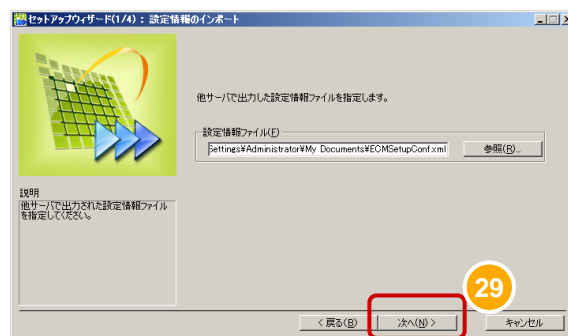 セットアップウィザード(1/4) : 設定情報のインポート
他サーバで出力した設定情報ファイルを指定します。
設定情報ファイル(F)
Settings¥Administrator¥My Documents¥ECMSetupConf.xml
参照(R)...
説明
他サーバで出力された設定情報ファイル
を指定してください。
29
< 戻る(B)
次へ(N) >
キャンセル